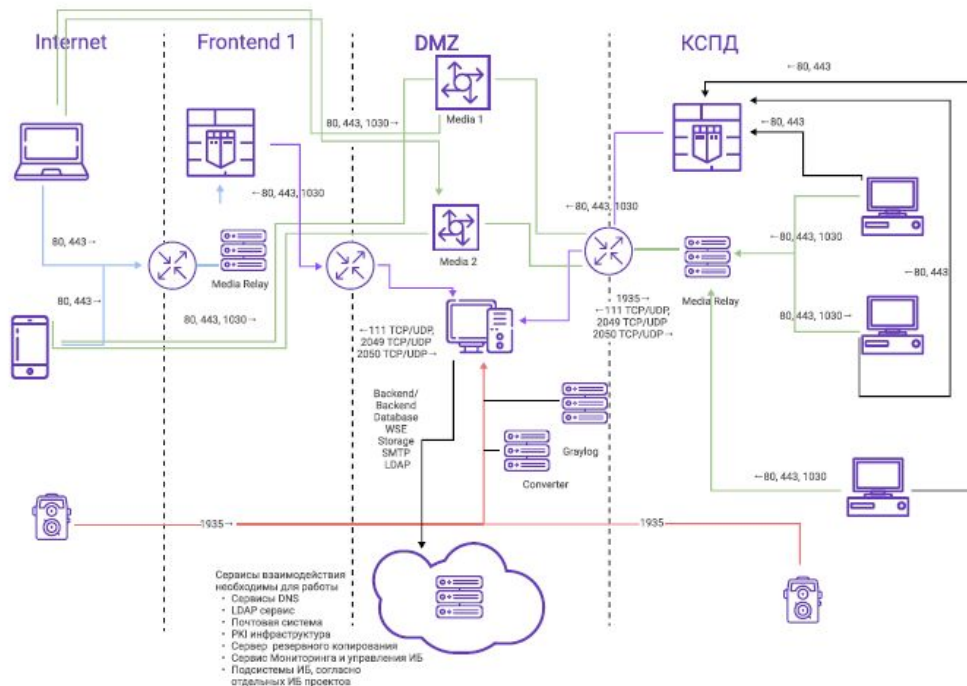 Internet
Frontend 1
DMZ
КСПД
←80, 443
←80, 443
80, 443, 1030→
Media 1
←80, 443, 1030
←80, 443, 1030
Media 2
←80, 443, 1030
80, 443→
Media Relay
Media Relay
←80, 443
80, 443→
80, 443, 1030→
80, 443, 1030→
←111 TCP/UDP,
2049 TCP/UDP
2050 TCP/UDP→
1935→
←111 TCP/UDP,
2049 TCP/UDP
2050 TCP/UDP→
Backend/
Backend
Database
WSE
Storage
SMTP
LDAP
Graylog
Converter
←80, 443, 1030
1935→
1935
Сервисы взаимодействия
необходимы для работы
• Сервисы DNS
• LDAP сервис
• Почтовая система
• PKI инфраструктура
• Сервер резервного копирования
• Сервис Мониторинга и управления ИБ
• Подсистемы ИБ, согласно
отдельных ИБ проектов